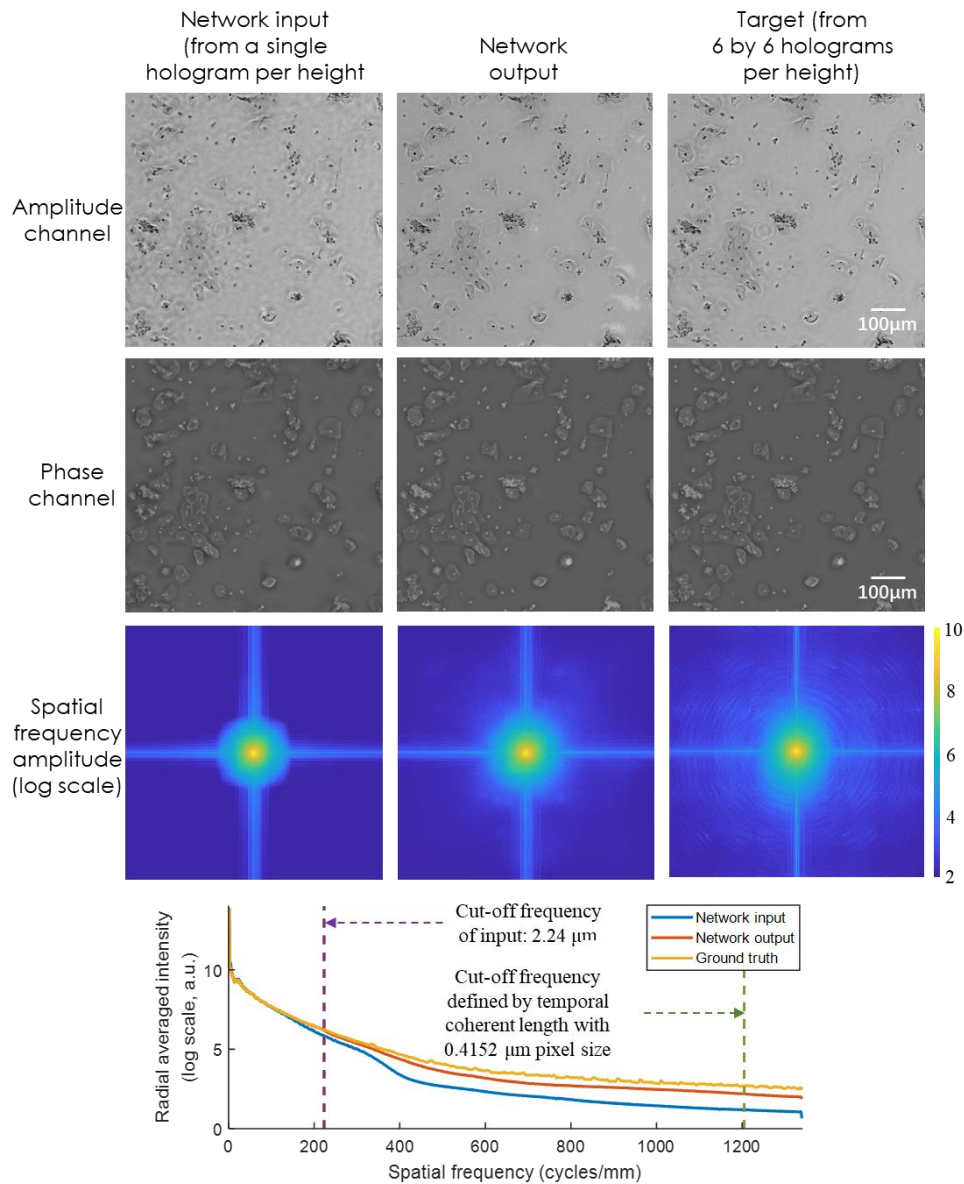 Network input
(from a single
hologram per height
Network
output
Target (from
6 by 6 holograms
per height)
Amplitude
channel
100μm
Phase
channel
100μm
Spatial
frequency
amplitude
(log scale)
10
8
6
4
2
Radial averaged intensity
(log scale, a.u.)
10
5
0
Cut-off frequency
of input: 2.24 μm
Cut-off frequency
defined by temporal
coherent length with
0.4152 μm pixel size
Network input
Network output
Ground truth
0 200 400 600 800 1000 1200
Spatial frequency (cycles/mm)